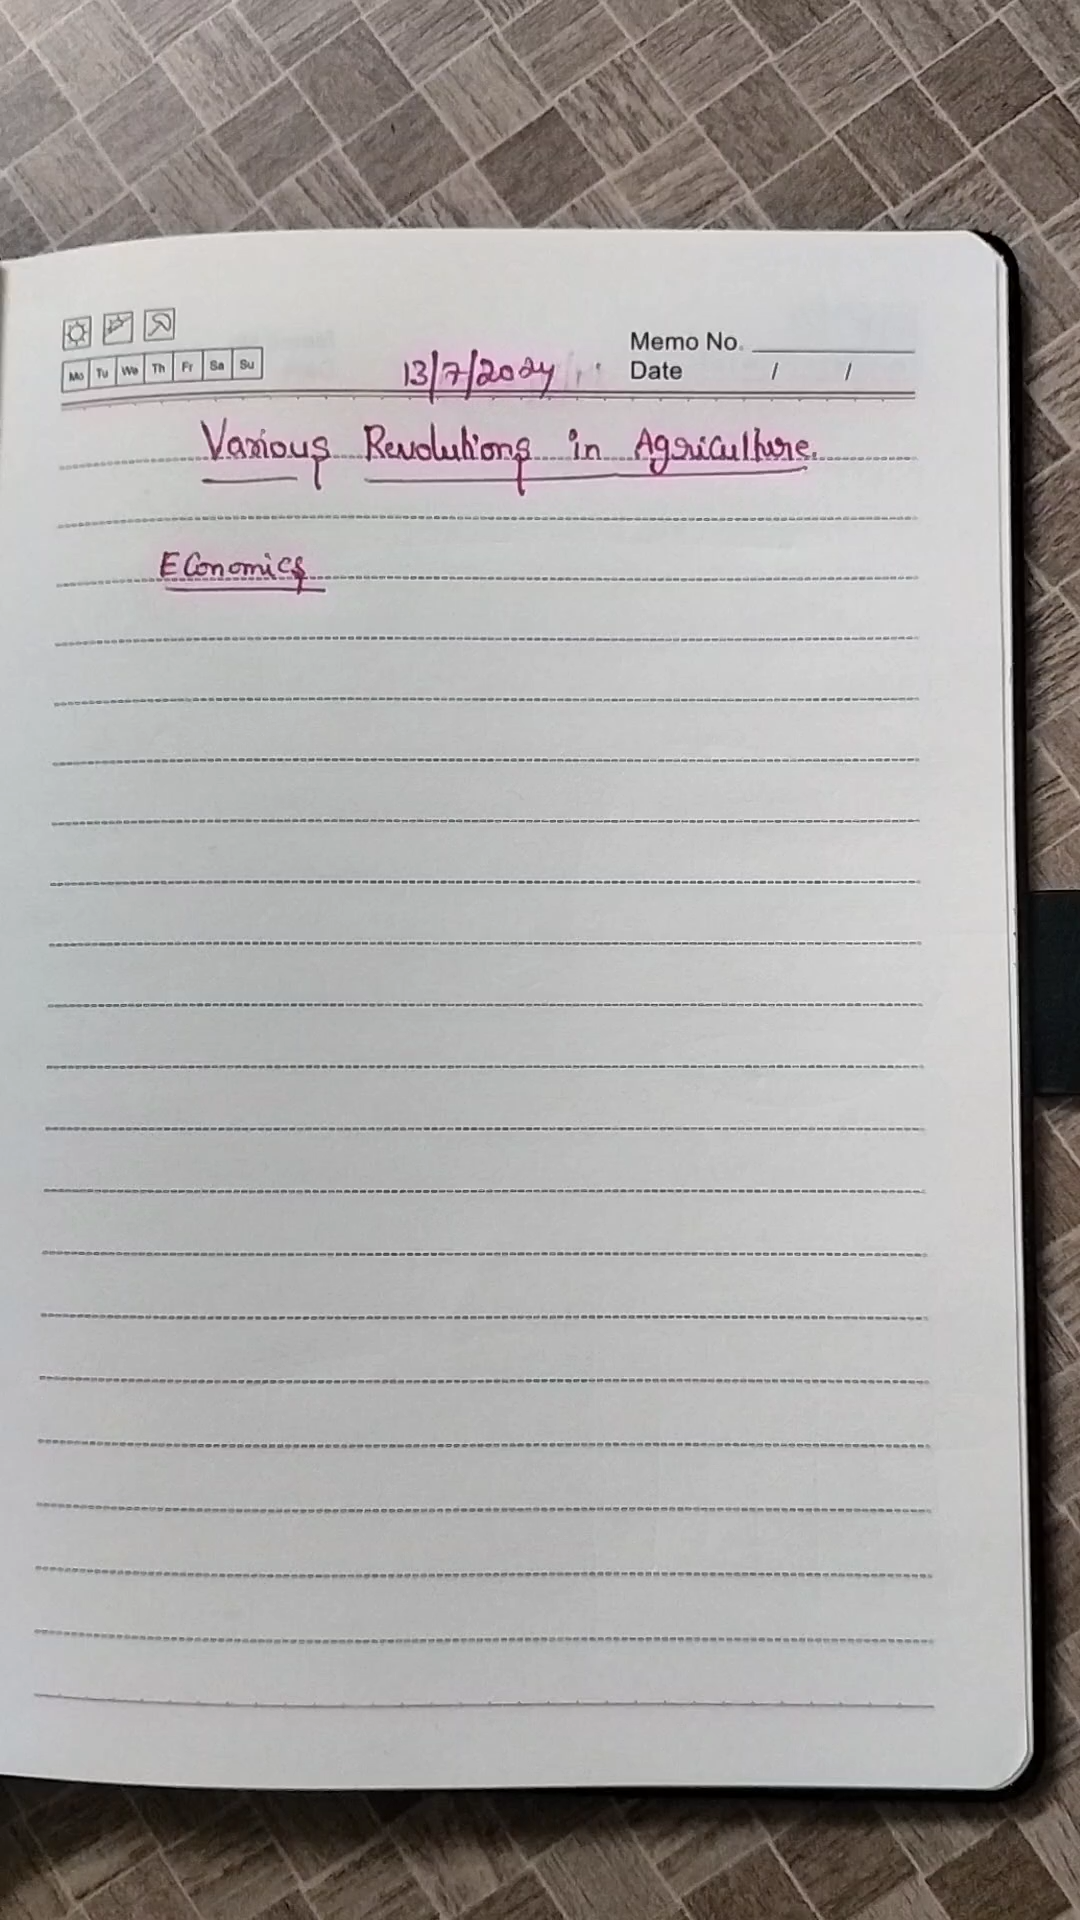 Memo No.
Mo Tu We Th Fr Sa Su
13/7/2024
Date / /
Various Revolutions in Agriculture.
Economics